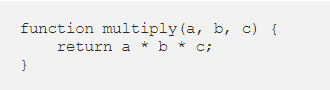 function multiply(a, b, c) {
    return a * b * c;
}